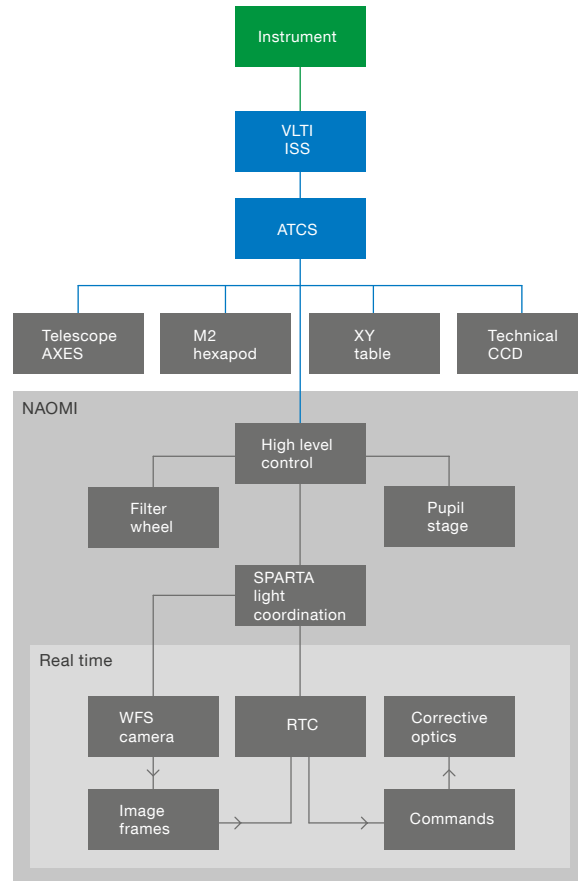 Instrument
VLTI
ISS
ATCS
Telescope
AXES
M2
hexapod
XY
table
Technical
CCD
NAOMI
High level
control
Filter
wheel
Pupil
stage
SPARTA
light
coordination
Real time
WFS
camera
RTC
Corrective
optics
Image
frames
Commands